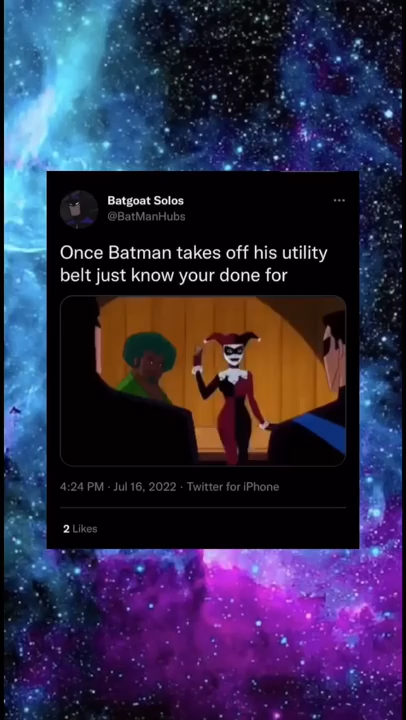 Batgoat Solos
@BatManHubs
Once Batman takes off his utility
belt just know your done for
4:24 PM · Jul 16, 2022 · Twitter for iPhone
2 Likes